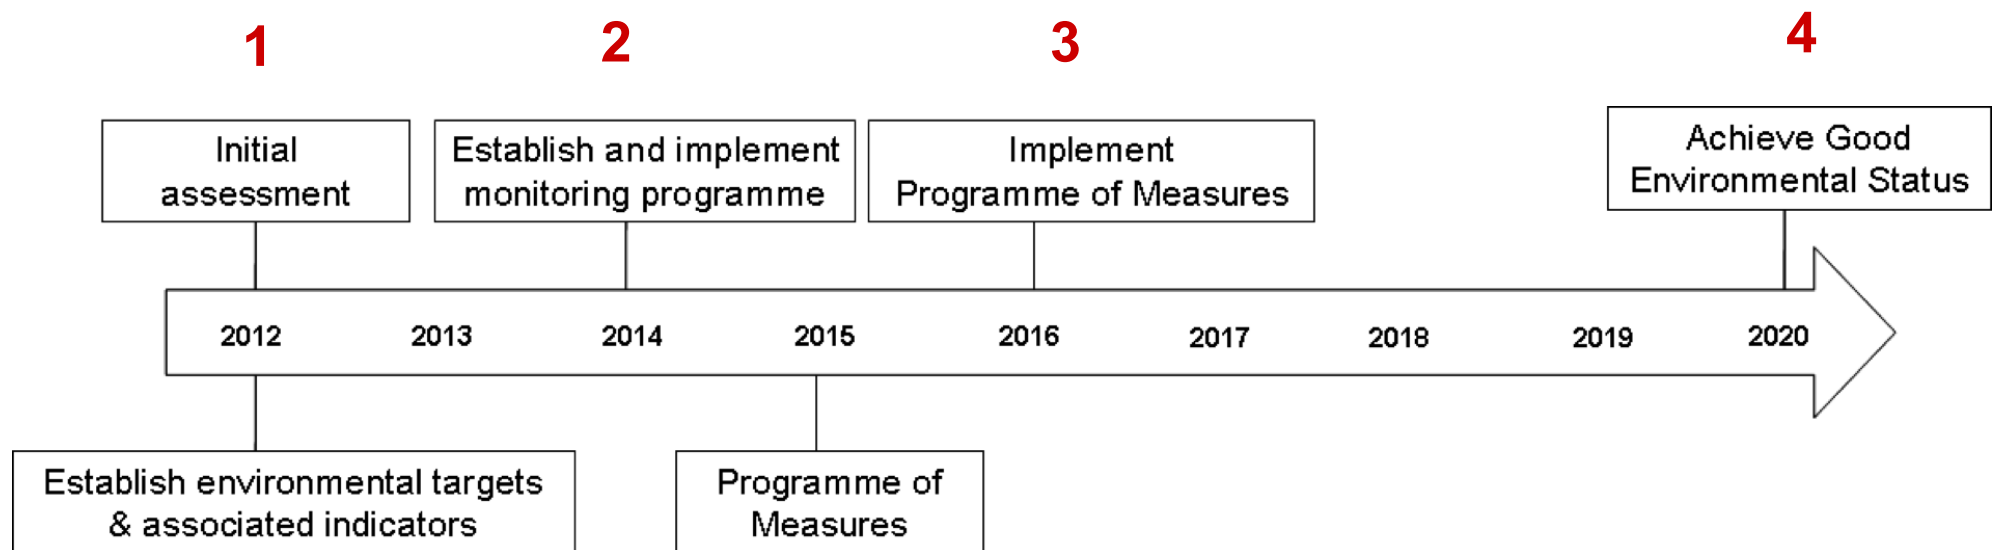 1
2
3
4
Initial
assessment
Establish and implement
monitoring programme
Implement
Programme of Measures
Achieve Good
Environmental Status
2012
2013
2014
2015
2016
2017
2018
2019
2020
Establish environmental targets
& associated indicators
Programme of
Measures